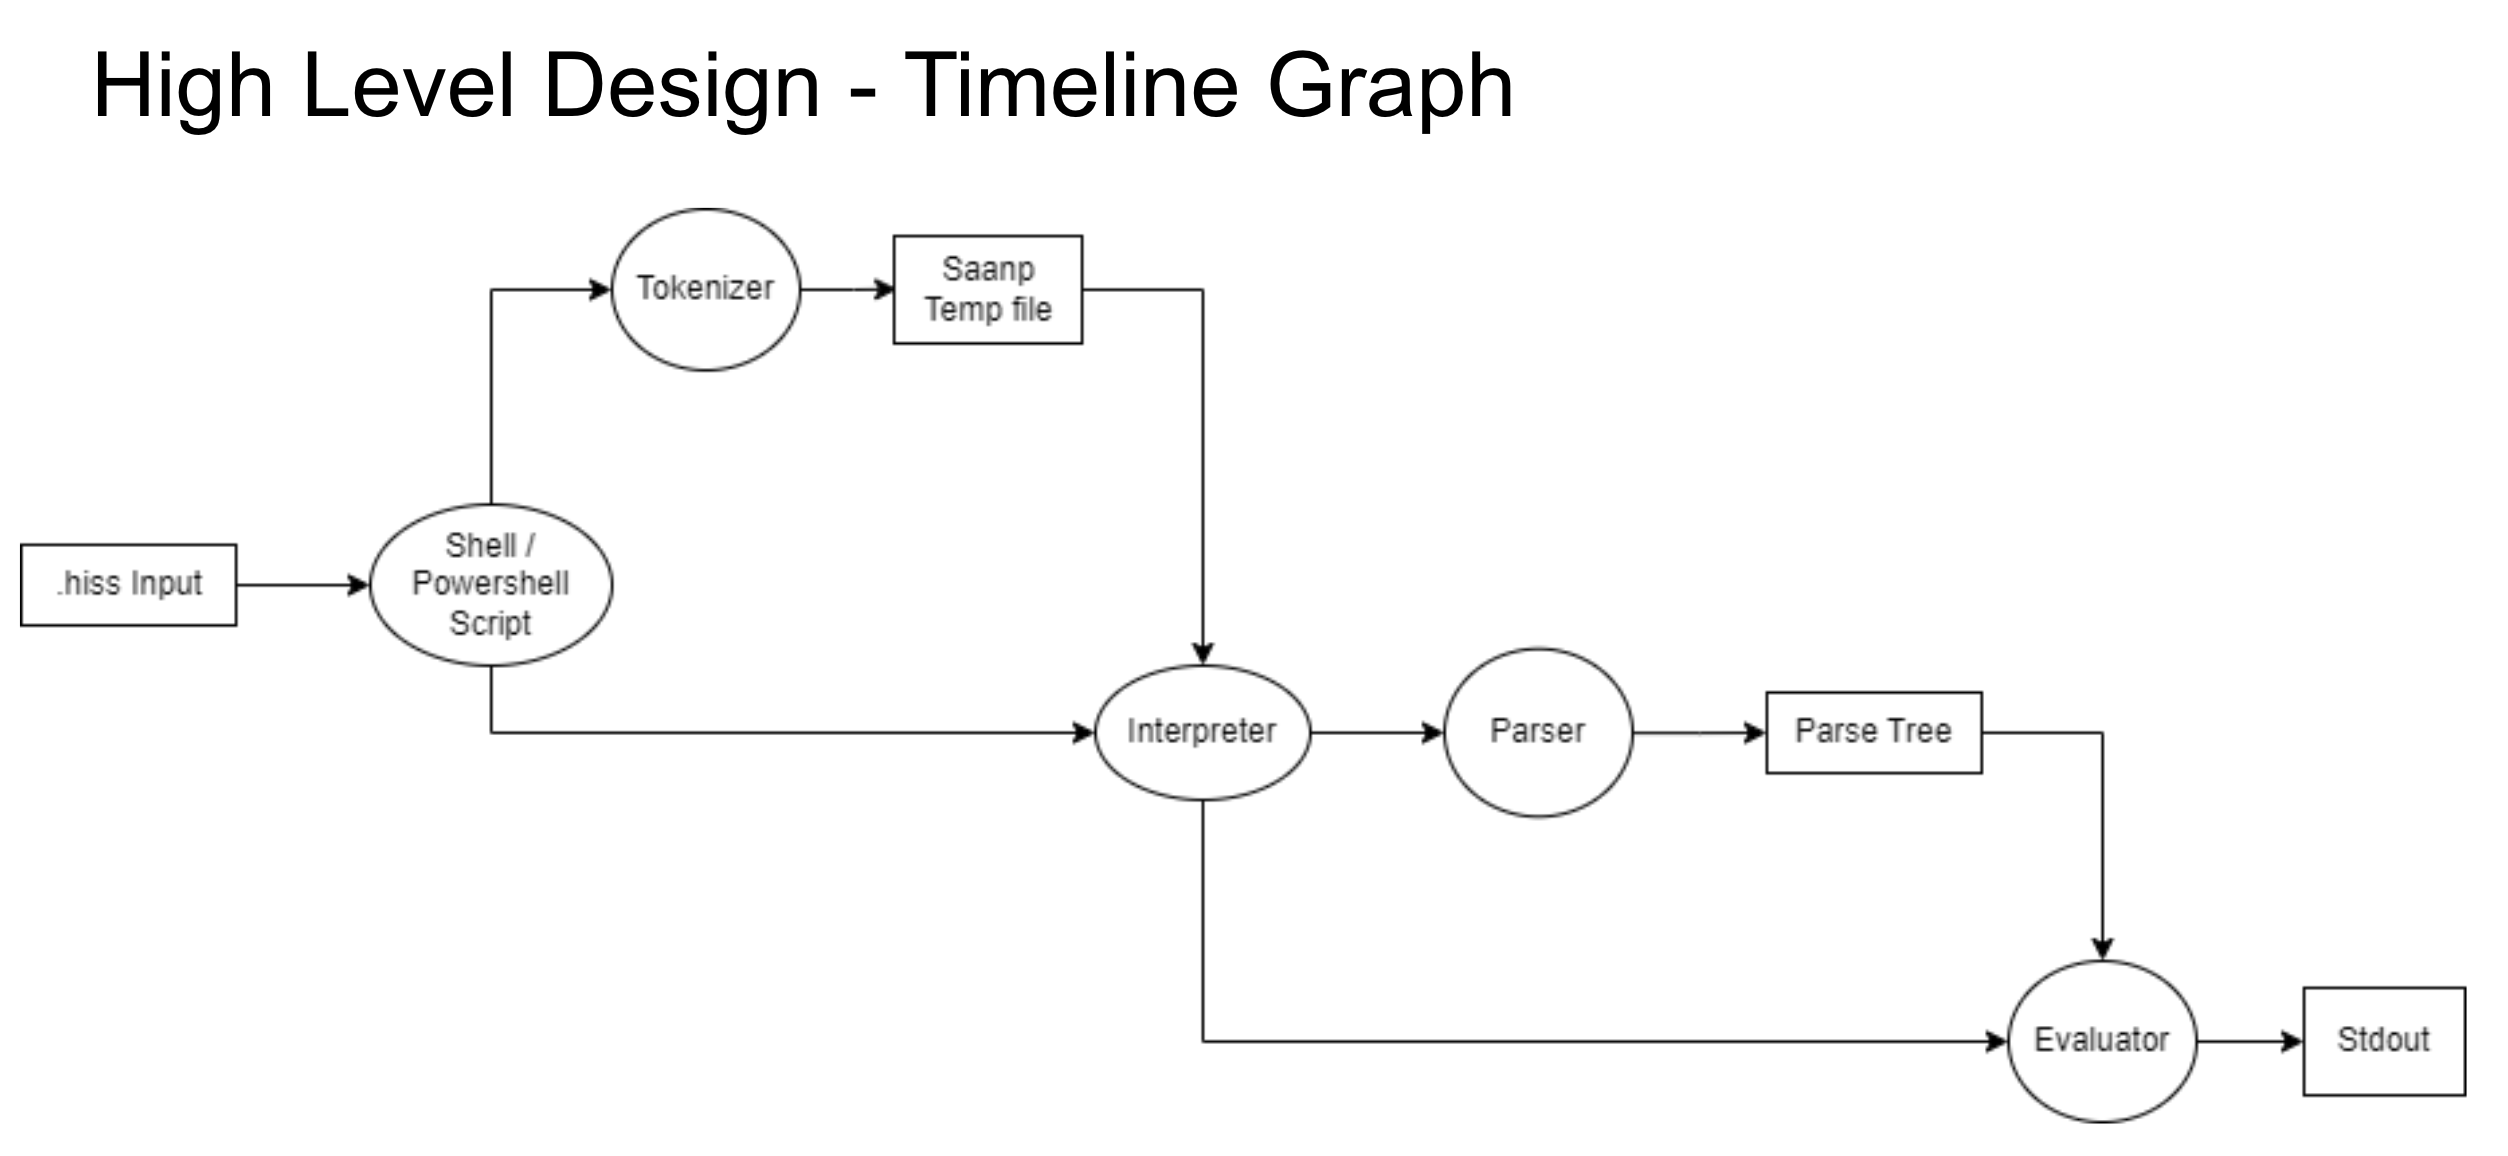 High Level Design - Timeline Graph
Tokenizer
Saanp
Temp file
Shell /
Powershell
Script
.hiss Input
Interpreter
Parser
Parse Tree
Evaluator
Stdout